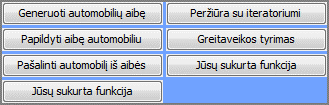 Generuoti automobilių aibę
Peržiūra su iteratoriumi
Papildyti aibę automobiliu
Greitaveikos tyrimas
Pašalinti automobilį iš aibės
Jūsų sukurta funkcija
Jūsų sukurta funkcija